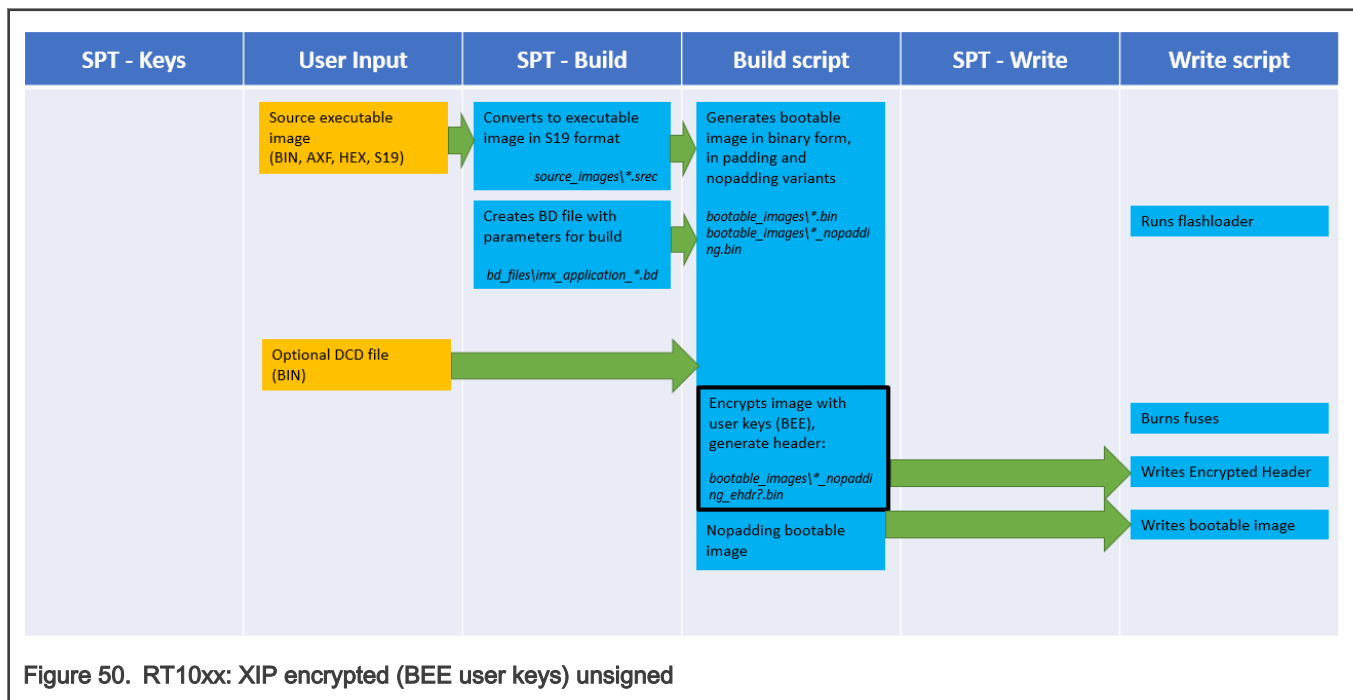 SPT - Keys
User Input
SPT - Build
Build script
SPT - Write
Write script
Source executable
image
(BIN, AXF, HEX, S19)
Converts to executable
image in S19 format
source_images\*.srec
Generates bootable
image in binary form,
in padding and
nopadding variants
bootable_images\*.bin
bootable_images\*_nopaddi
ng.bin
Creates BD file with
parameters for build
bd_files\imx_application_*.bd
Runs flashloader
Optional DCD file
(BIN)
Encrypts image with
user keys (BEE),
generate header:
bootable_images\*_nopaddi
ng_ehdr?.bin
Burns fuses
Writes Encrypted Header
Nopadding bootable
image
Writes bootable image
Figure 50. RT10xx: XIP encrypted (BEE user keys) unsigned